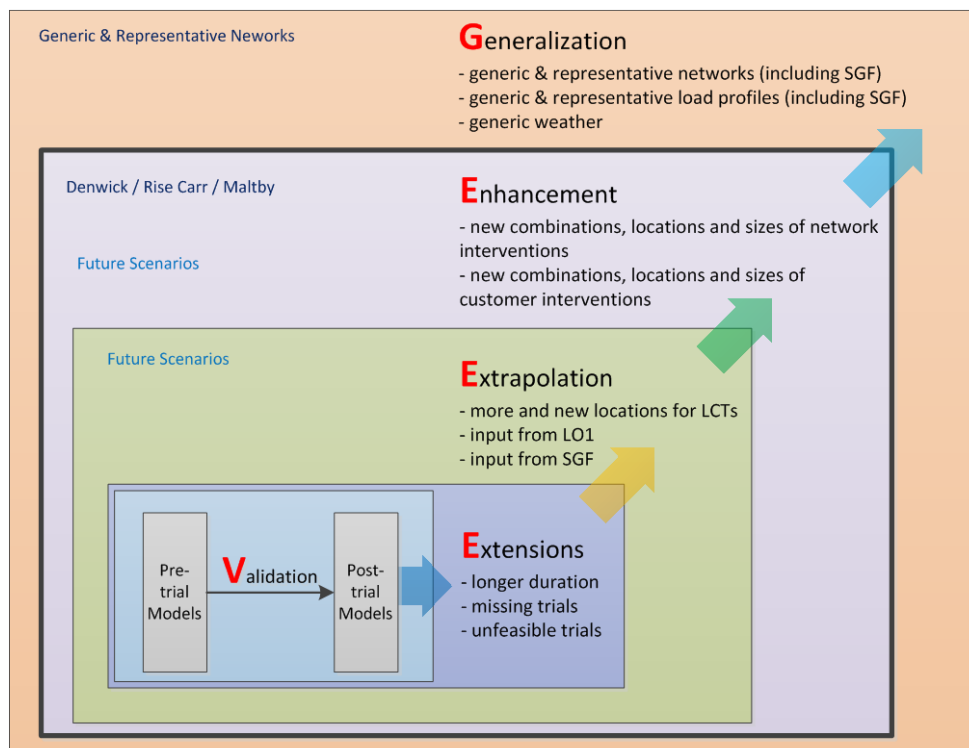 Generic & Representative Neworks
Generalization
- generic & representative networks (including SGF)
- generic & representative load profiles (including SGF)
- generic weather
Denwick / Rise Carr / Maltby
Enhancement
- new combinations, locations and sizes of network
interventions
- new combinations, locations and sizes of
customer interventions
Future Scenarios
Future Scenarios
Extrapolation
- more and new locations for LCTs
- input from LO1
- input from SGF
Pre-
trial
Models
Validation
Post-
trial
Models
Extensions
- longer duration
- missing trials
- unfeasible trials